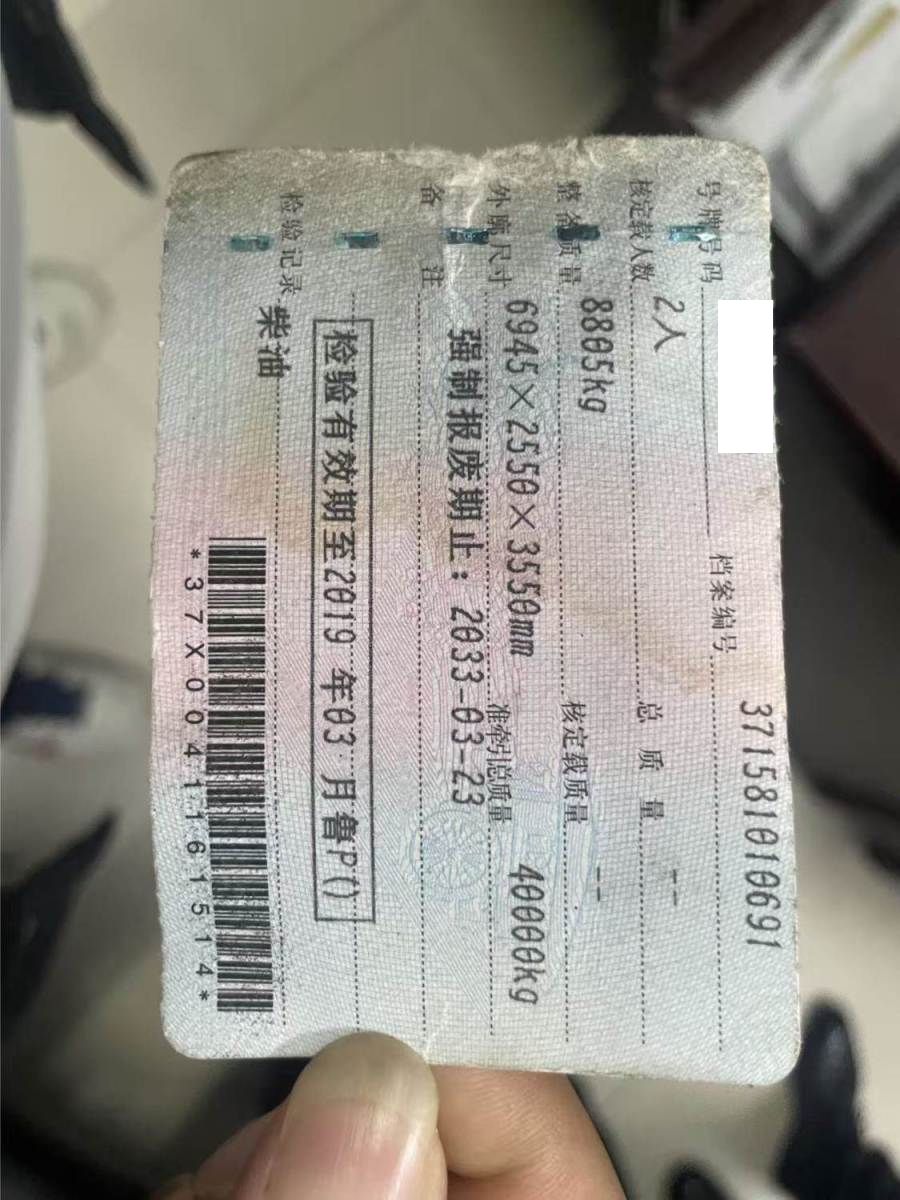 号牌号码 档案编号 371581010691
核定载人数 2人 总质量 --
整备质量 8805kg 核定载质量 --
外廓尺寸 6945×2550×3550mm 准牵引总质量 40000kg
备注 强制报废期止：2033-03-23
检验有效期至2019年03月鲁P()
检验记录 柴油
*37X0041161514*